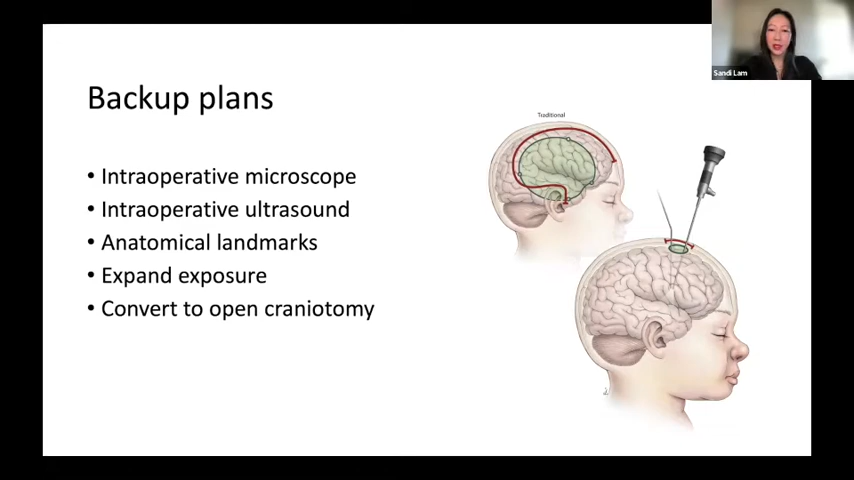 Sandi Lam
Backup plans
Traditional
• Intraoperative microscope
• Intraoperative ultrasound
• Anatomical landmarks
• Expand exposure
• Convert to open craniotomy